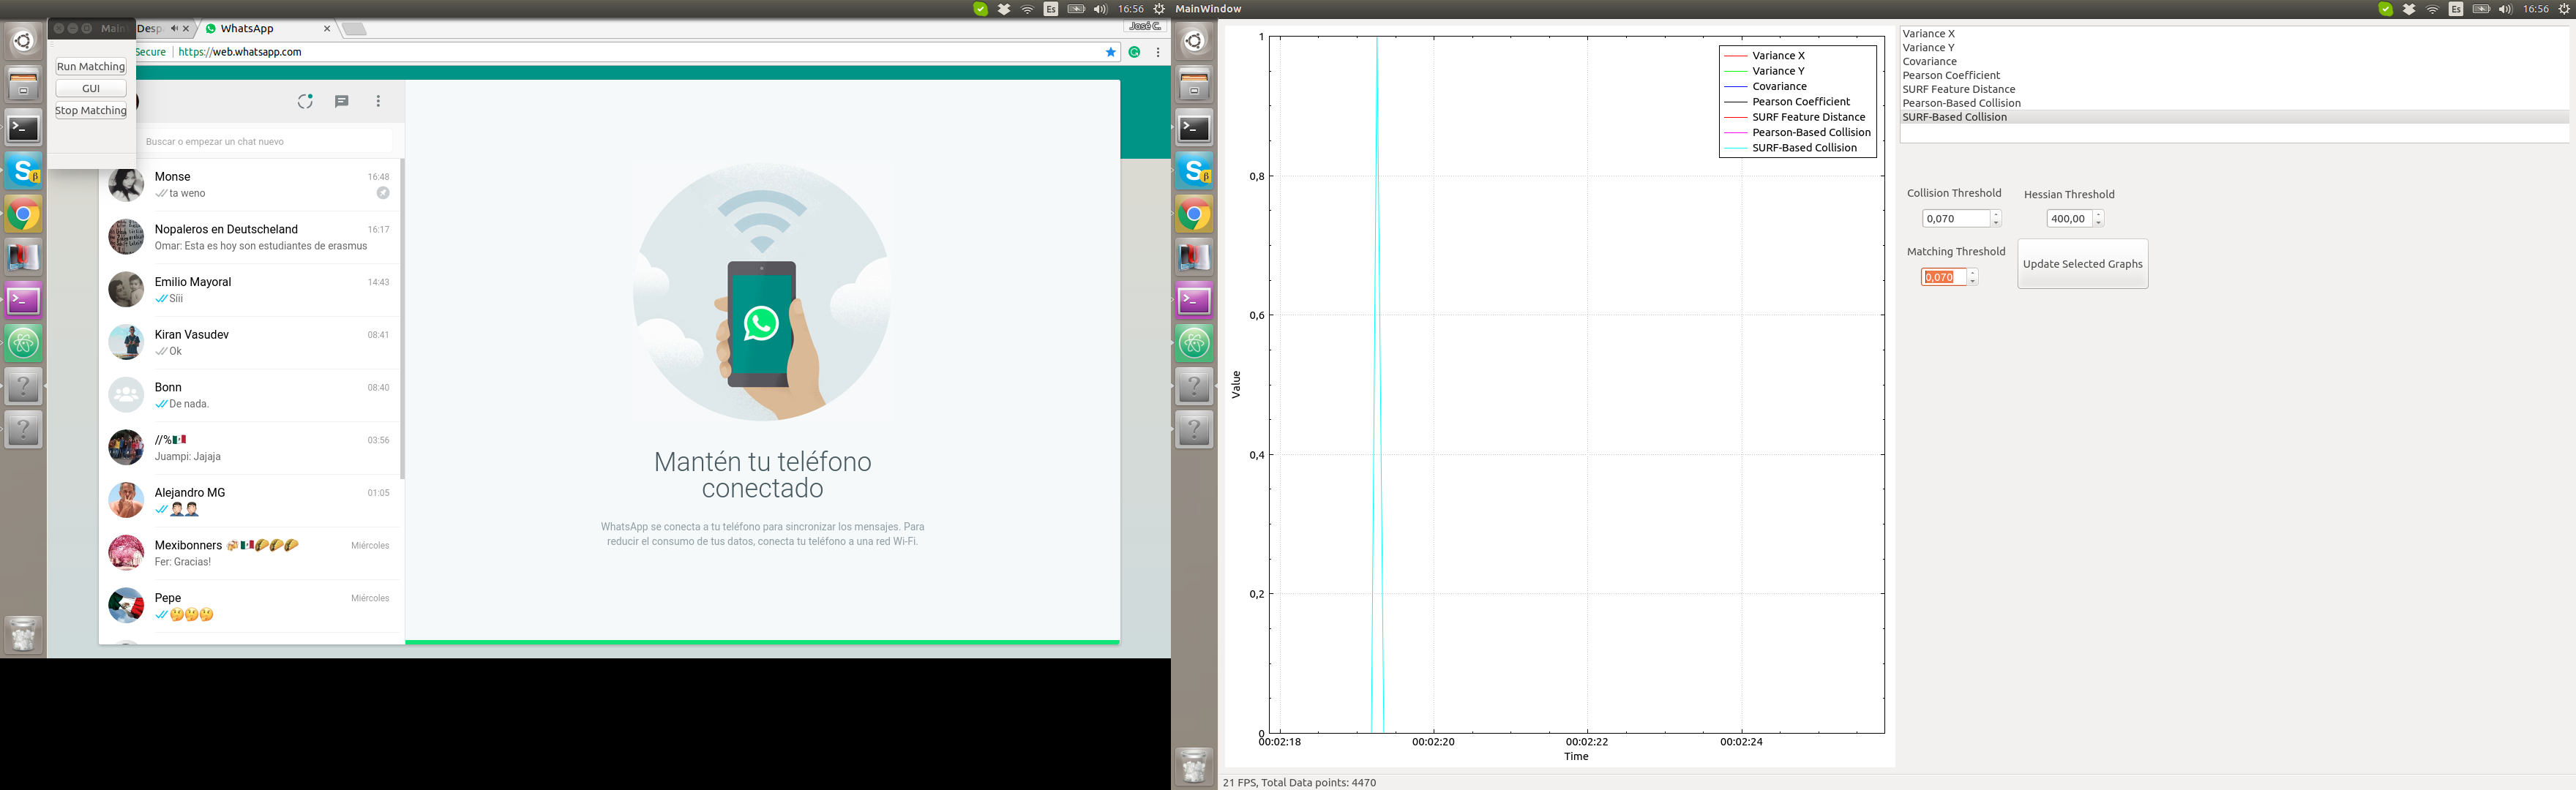 Es
16:56
Main
Desp
WhatsApp
José C.
Secure
https://web.whatsapp.com
Run Matching
GUI
Stop Matching
Buscar o empezar un chat nuevo
Monse
16:48
ta weno
Nopaleros en Deutscheland
16:17
Omar: Esta es hoy son estudiantes de erasmus
Emilio Mayoral
14:43
Síii
Kiran Vasudev
08:41
Ok
Bonn
08:40
De nada.
//%🇲🇽
03:56
Juampi: Jajaja
Alejandro MG
01:05
Mexibonners
Miércoles
Fer: Gracias!
Pepe
Miércoles
Mantén tu teléfono
conectado
WhatsApp se conecta a tu teléfono para sincronizar los mensajes. Para
reducir el consumo de tus datos, conecta tu teléfono a una red Wi-Fi.
MainWindow
Es
16:56
1
0,8
0,6
0,4
0,2
0
Value
00:02:18
00:02:20
00:02:22
00:02:24
Time
Variance X
Variance Y
Covariance
Pearson Coefficient
SURF Feature Distance
Pearson-Based Collision
SURF-Based Collision
Variance X
Variance Y
Covariance
Pearson Coefficient
SURF Feature Distance
Pearson-Based Collision
SURF-Based Collision
Collision Threshold
Hessian Threshold
0,070
400,00
Matching Threshold
0,070
Update Selected Graphs
21 FPS, Total Data points: 4470